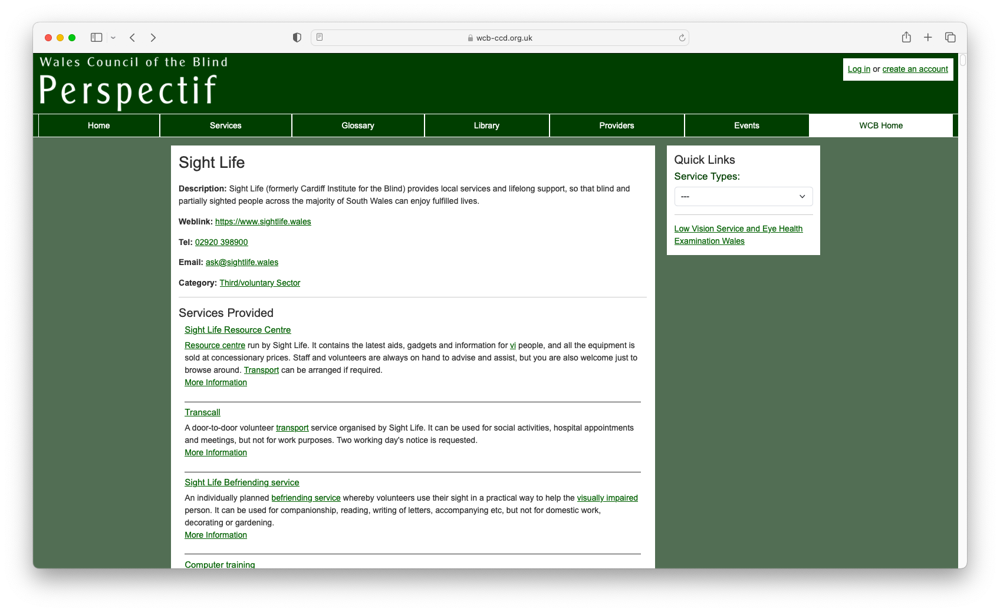 wcb-ccd.org.uk
Wales Council of the Blind
Perspectif
Log in or create an account
Home
Services
Glossary
Library
Providers
Events
WCB Home
Sight Life
Description: Sight Life (formerly Cardiff Institute for the Blind) provides local services and lifelong support, so that blind and
partially sighted people across the majority of South Wales can enjoy fulfilled lives.
Weblink: https://www.sightlife.wales
Tel: 02920 398900
Email: ask@sightlife.wales
Category: Third/voluntary Sector
Services Provided
Sight Life Resource Centre
Resource centre run by Sight Life. It contains the latest aids, gadgets and information for vi people, and all the equipment is
sold at concessionary prices. Staff and volunteers are always on hand to advise and assist, but you are also welcome just to
browse around. Transport can be arranged if required.
More Information
Transcall
A door-to-door volunteer transport service organised by Sight Life. It can be used for social activities, hospital appointments
and meetings, but not for work purposes. Two working day's notice is requested.
More Information
Sight Life Befriending service
An individually planned befriending service whereby volunteers use their sight in a practical way to help the visually impaired
person. It can be used for companionship, reading, writing of letters, accompanying etc, but not for domestic work,
decorating or gardening.
More Information
Computer training
Quick Links
Service Types:
---
Low Vision Service and Eye Health
Examination Wales